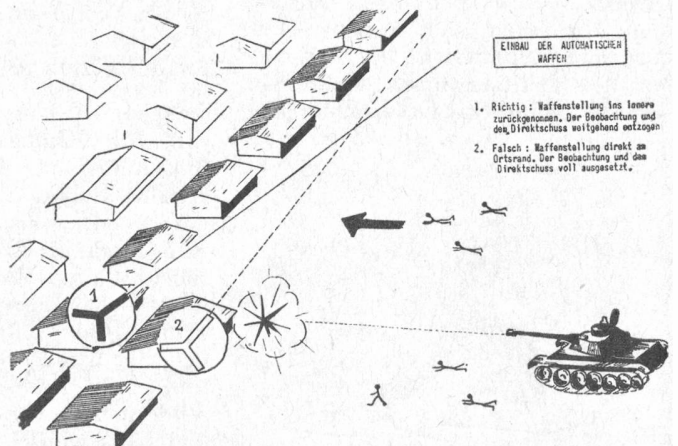 EINBAU DER AUTOMATISCHEN
WAFFEN
1. Richtig : Waffenstellung ins Innere
zurückgenommen. Der Beobachtung und
dem Direktschuss weitgehend entzogen
2. Falsch : Waffenstellung direkt am
Ortsrand. Der Beobachtung und dem
Direktschuss voll ausgesetzt.
1
2